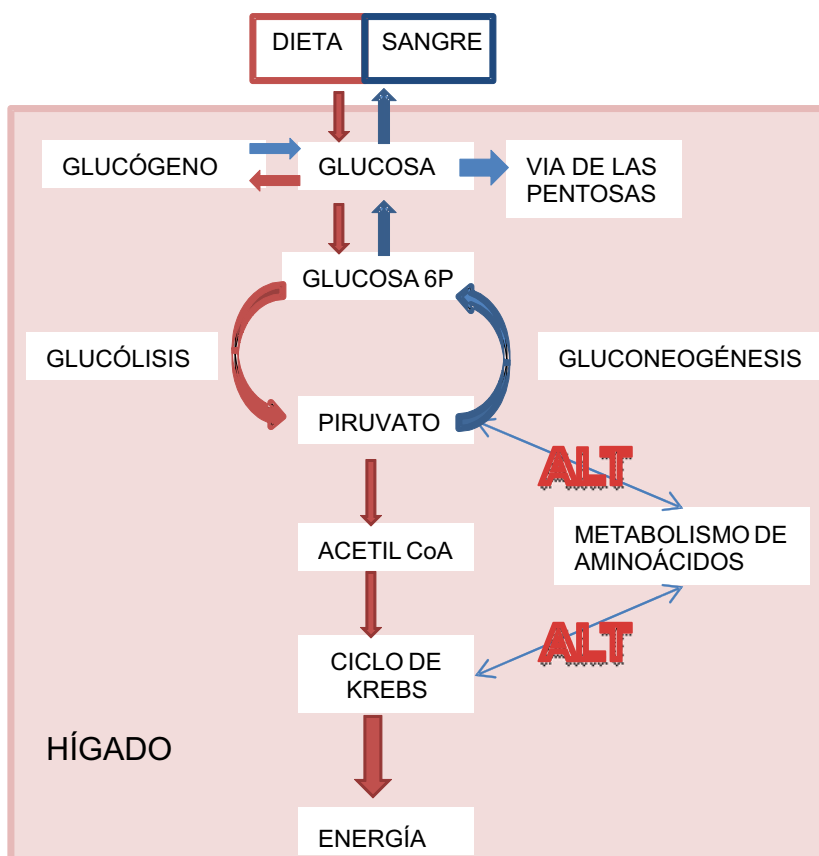 DIETA
SANGRE
GLUCÓGENO
GLUCOSA
VIA DE LAS
PENTOSAS
GLUCOSA 6P
GLUCÓLISIS
GLUCONEOGÉNESIS
PIRUVATO
ALT
METABOLISMO DE
AMINOÁCIDOS
ACETIL CoA
ALT
CICLO DE
KREBS
HÍGADO
ENERGÍA